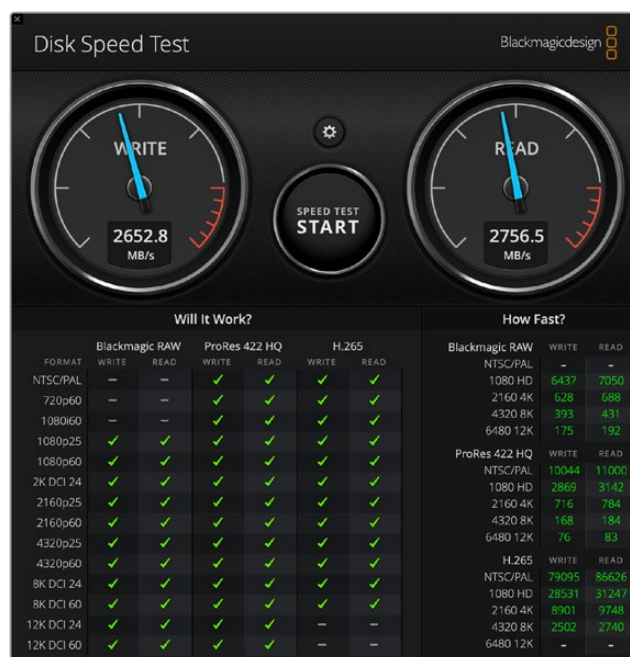 Disk Speed Test
Blackmagicdesign
WRITE
2652.8
MB/s
SPEED TEST
START
READ
2756.5
MB/s
Will It Work?
Blackmagic RAW ProRes 422 HQ H.265
FORMAT WRITE READ WRITE READ WRITE READ
NTSC/PAL — — ✓ ✓ ✓ ✓
720p60 — — ✓ ✓ ✓ ✓
1080i60 — — ✓ ✓ ✓ ✓
1080p25 ✓ ✓ ✓ ✓ ✓ ✓
1080p60 ✓ ✓ ✓ ✓ ✓ ✓
2K DCI 24 ✓ ✓ ✓ ✓ ✓ ✓
2160p25 ✓ ✓ ✓ ✓ ✓ ✓
2160p60 ✓ ✓ ✓ ✓ ✓ ✓
4320p25 ✓ ✓ ✓ ✓ ✓ ✓
4320p60 ✓ ✓ ✓ ✓ ✓ ✓
8K DCI 24 ✓ ✓ ✓ ✓ ✓ ✓
8K DCI 60 ✓ ✓ ✓ ✓ ✓ ✓
12K DCI 24 ✓ ✓ ✓ ✓ — —
12K DCI 60 ✓ ✓ ✓ ✓ — —
How Fast?
Blackmagic RAW WRITE READ
NTSC/PAL - -
1080 HD 6437 7050
2160 4K 628 688
4320 8K 393 431
6480 12K 175 192
ProRes 422 HQ WRITE READ
NTSC/PAL 10044 11000
1080 HD 2869 3142
2160 4K 716 784
4320 8K 168 184
6480 12K 76 83
H.265 WRITE READ
NTSC/PAL 79095 86626
1080 HD 28531 31247
2160 4K 8901 9748
4320 8K 2502 2740
6480 12K - -